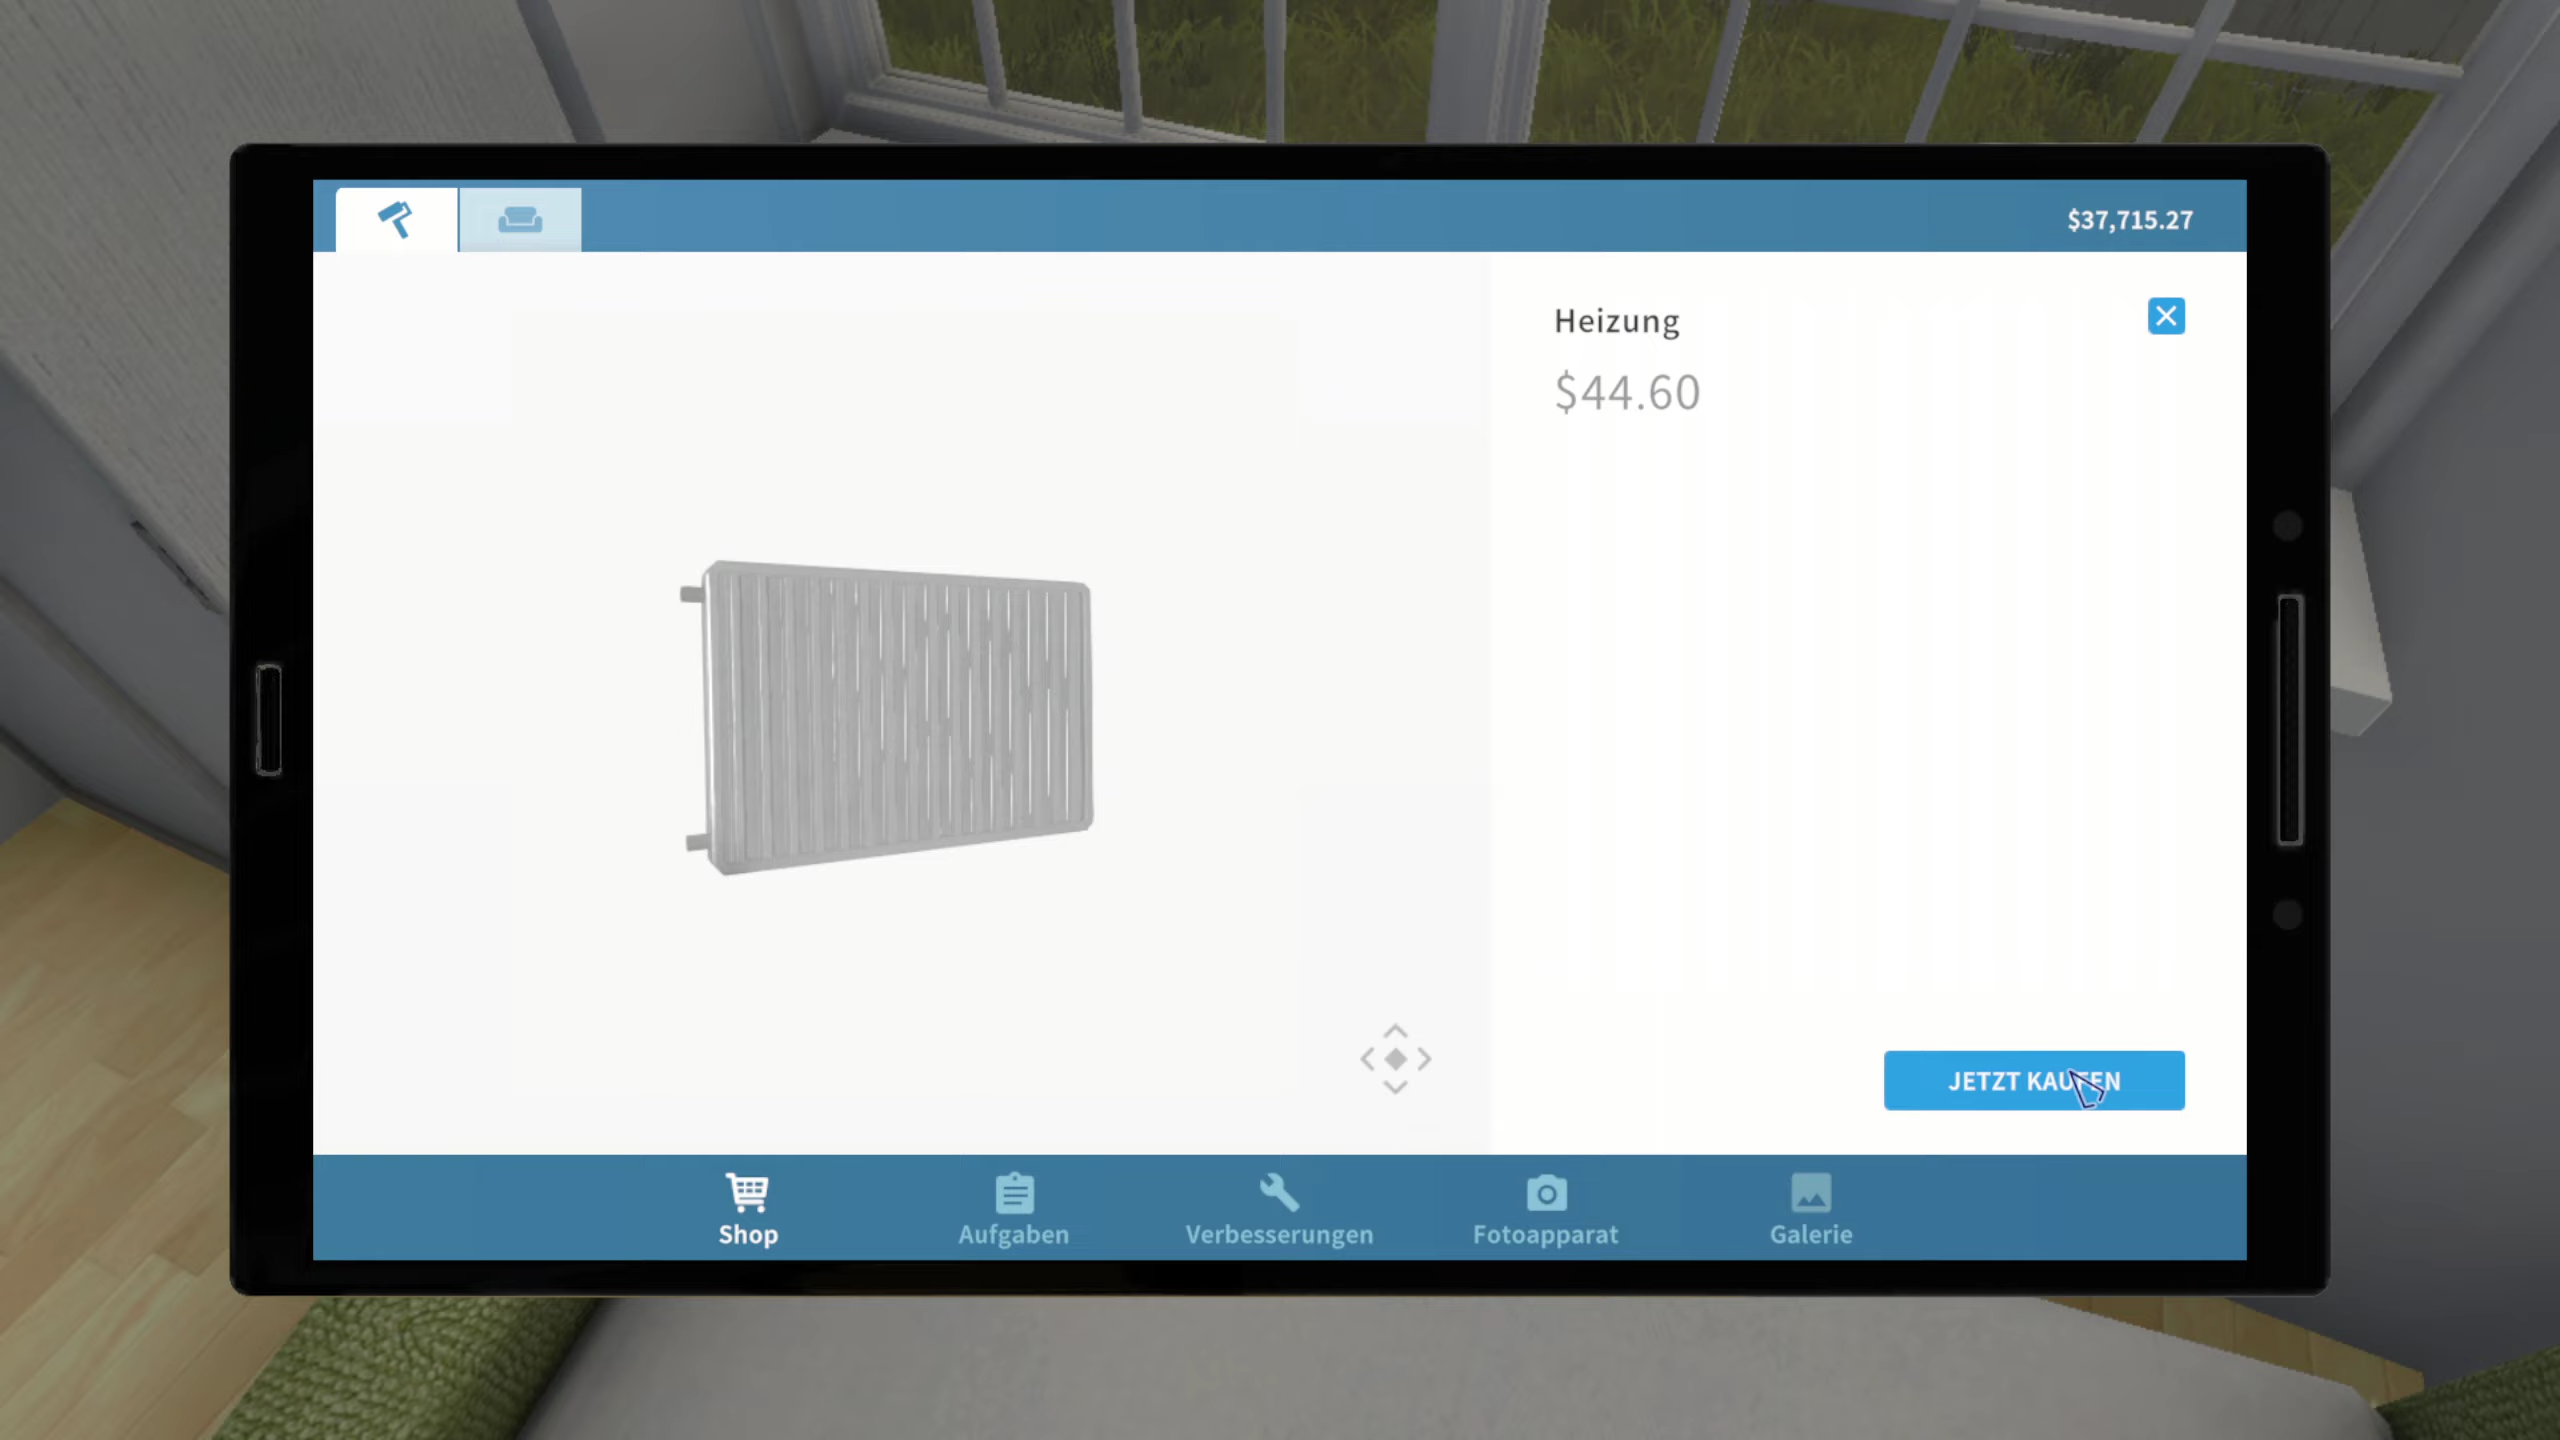 $37,715.27
Heizung
$44.60
JETZT KAUFEN
Shop
Aufgaben
Verbesserungen
Fotoapparat
Galerie